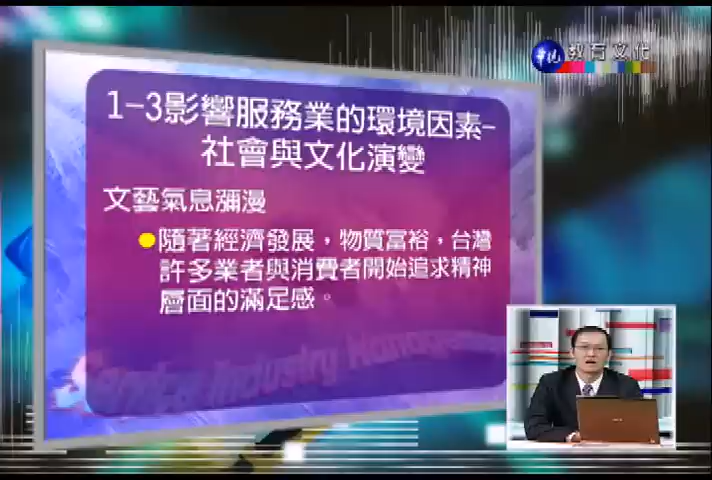 華視 教育文化
1-3影響服務業的環境因素-
社會與文化演變
文藝氣息瀰漫
隨著經濟發展，物質富裕，台灣
許多業者與消費者開始追求精神
層面的滿足感。
Service Industry Management